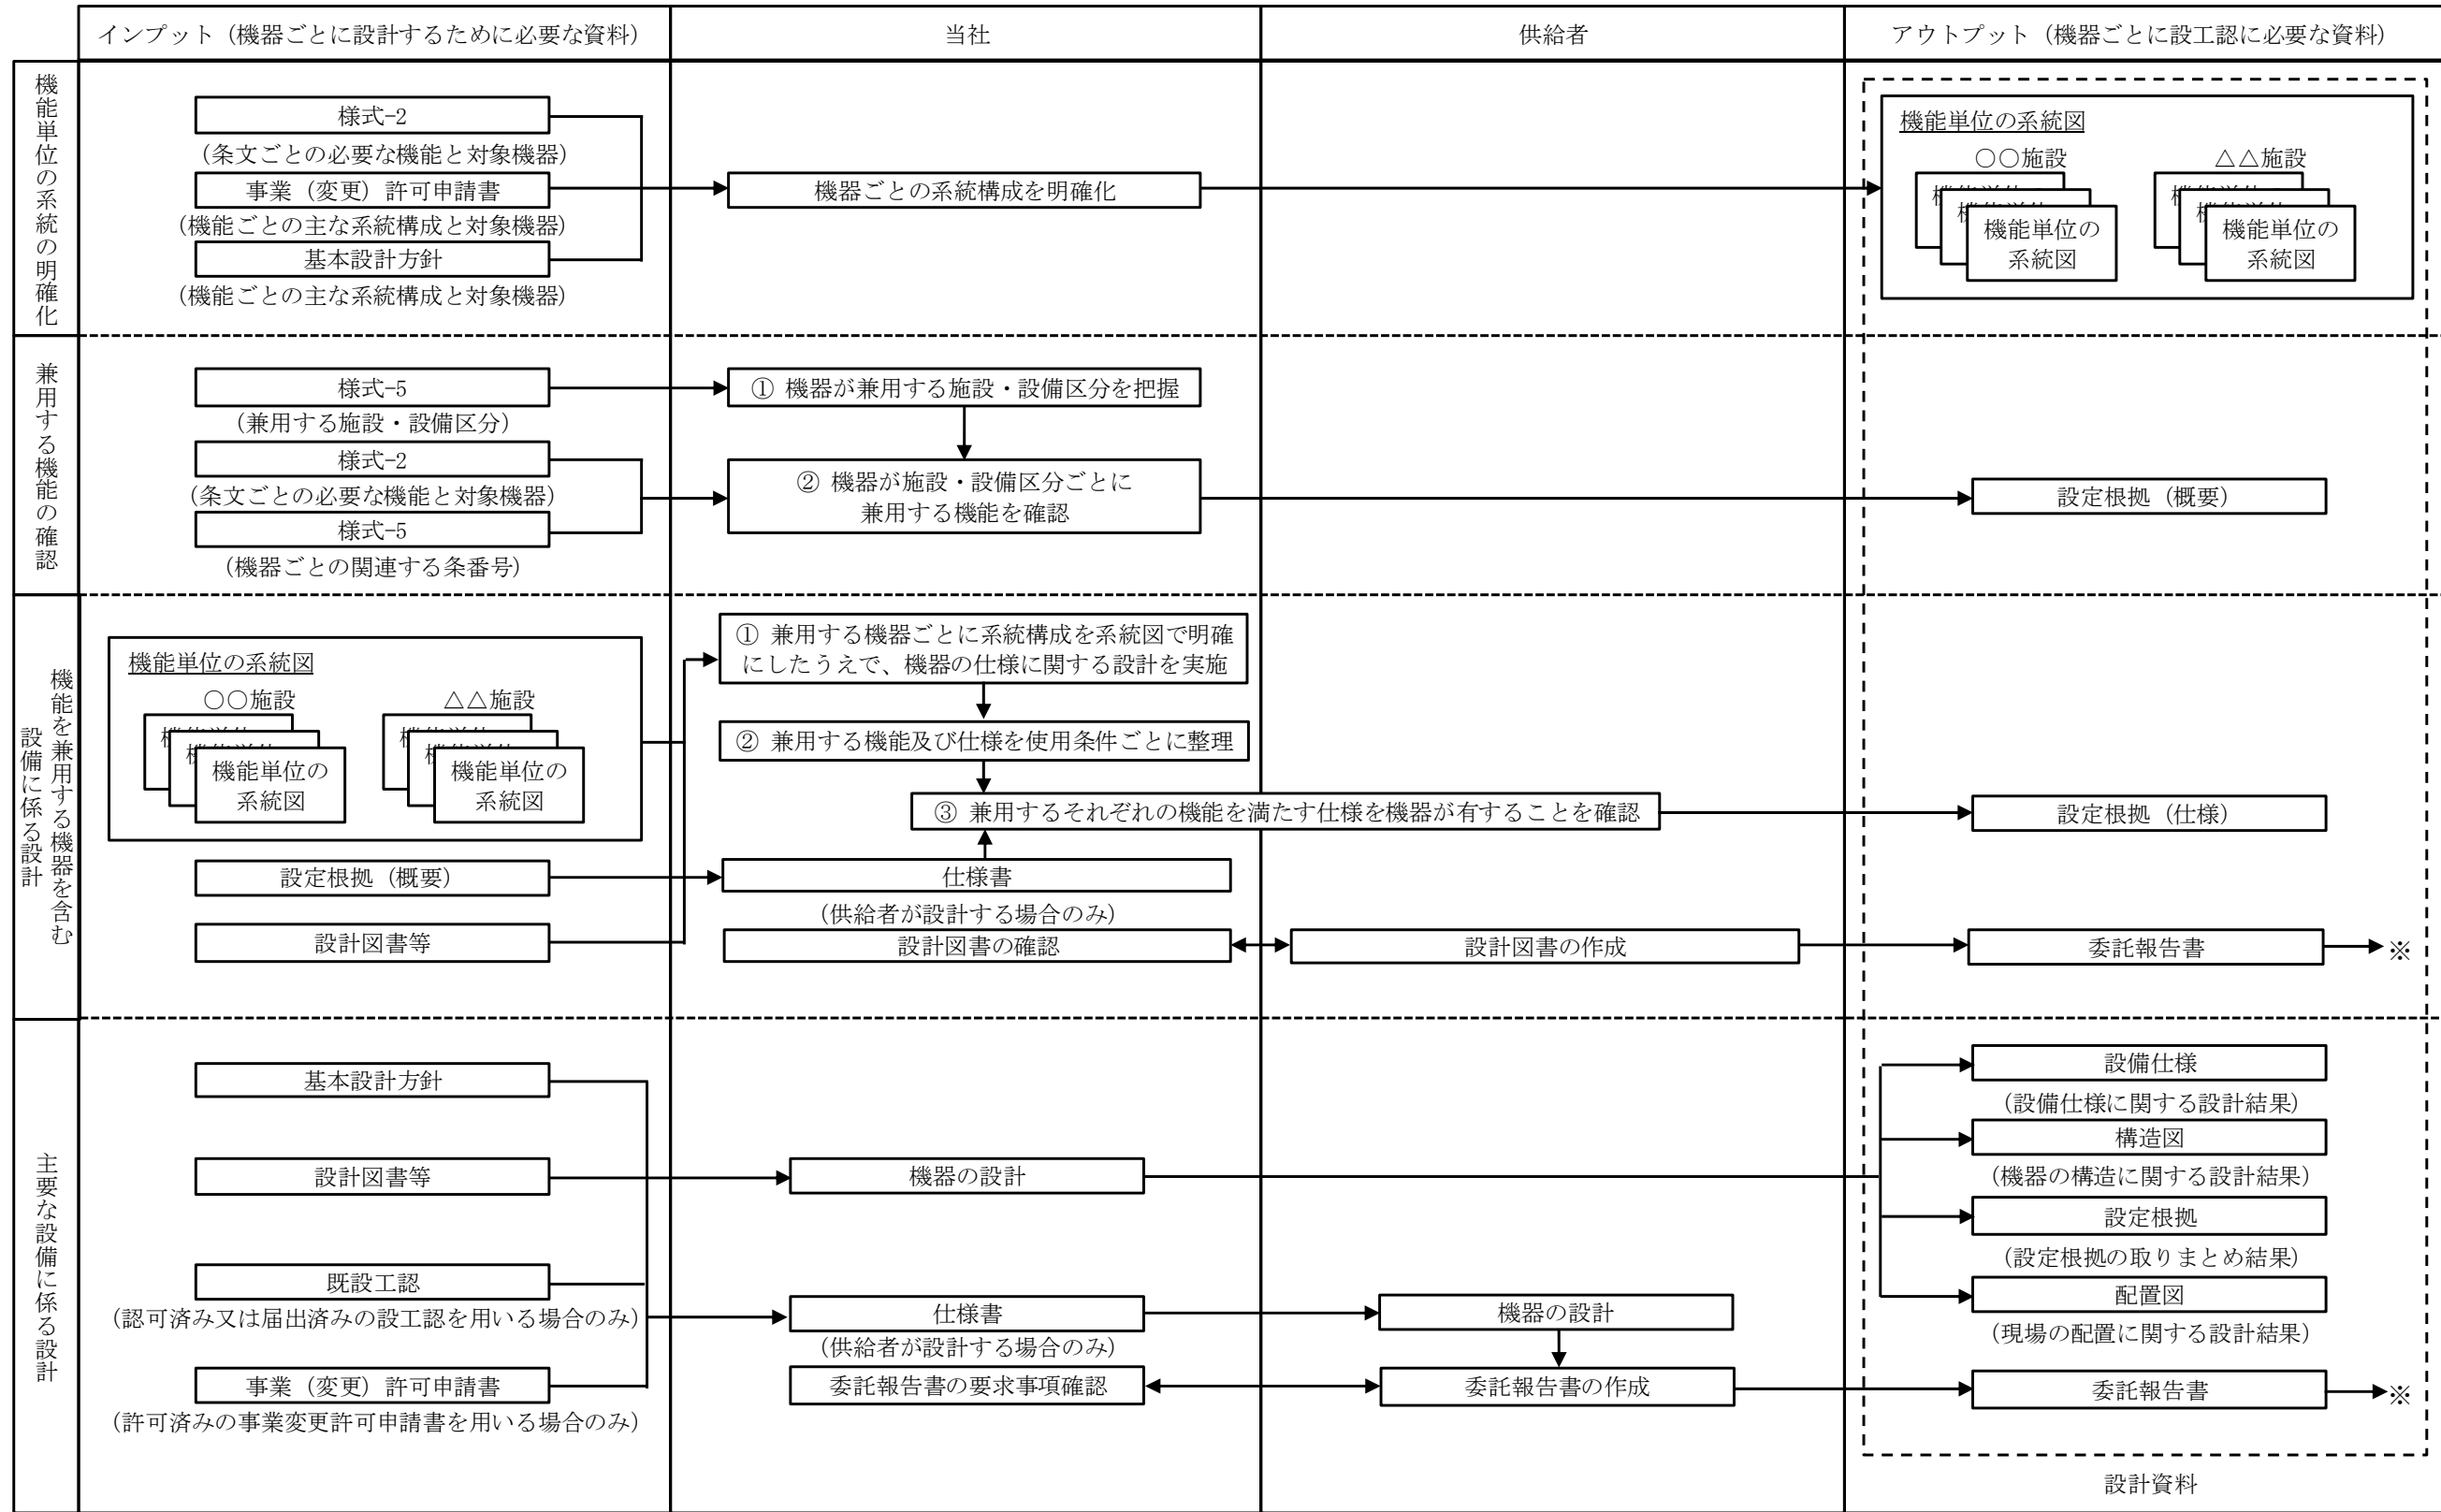 インプット（機器ごとに設計するために必要な資料）
当社
供給者
アウトプット（機器ごとに設工認に必要な資料）
機能単位の系統の明確化
様式-2
（条文ごとの必要な機能と対象機器）
事業（変更）許可申請書
（機能ごとの主な系統構成と対象機器）
基本設計方針
（機能ごとの主な系統構成と対象機器）
機器ごとの系統構成を明確化
機能単位の系統図
○○施設
△△施設
機能単位の
系統図
機能単位の
系統図
兼用する機能の確認
様式-5
（兼用する施設・設備区分）
様式-2
（条文ごとの必要な機能と対象機器）
様式-5
（機器ごとの関連する条番号）
① 機器が兼用する施設・設備区分を把握
② 機器が施設・設備区分ごとに
兼用する機能を確認
設定根拠（概要）
機能を兼用する機器を含む
設備に係る設計
機能単位の系統図
○○施設
△△施設
機能単位の
系統図
機能単位の
系統図
設定根拠（概要）
設計図書等
① 兼用する機器ごとに系統構成を系統図で明確
にしたうえで、機器の仕様に関する設計を実施
② 兼用する機能及び仕様を使用条件ごとに整理
③ 兼用するそれぞれの機能を満たす仕様を機器が有することを確認
仕様書
（供給者が設計する場合のみ）
設計図書の確認
設計図書の作成
設定根拠（仕様）
委託報告書
※
主要な設備に係る設計
基本設計方針
設計図書等
既設工認
（認可済み又は届出済みの設工認を用いる場合のみ）
事業（変更）許可申請書
（許可済みの事業変更許可申請書を用いる場合のみ）
機器の設計
仕様書
（供給者が設計する場合のみ）
委託報告書の要求事項確認
機器の設計
委託報告書の作成
設備仕様
（設備仕様に関する設計結果）
構造図
（機器の構造に関する設計結果）
設定根拠
（設定根拠の取りまとめ結果）
配置図
（現場の配置に関する設計結果）
委託報告書
※
設計資料